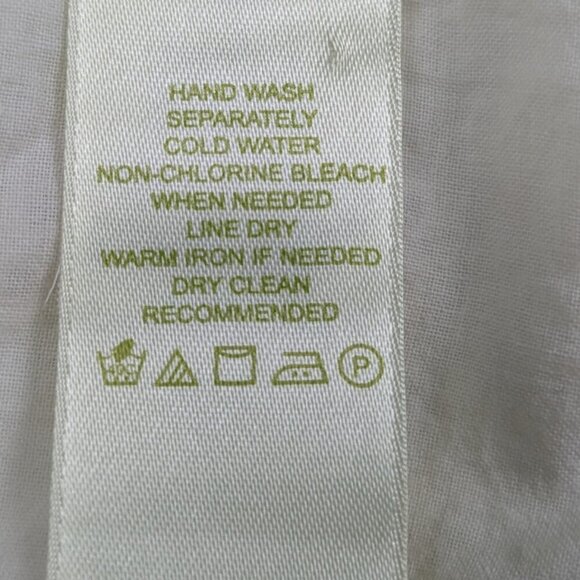 HAND WASH
SEPARATELY
COLD WATER
NON-CHLORINE BLEACH
WHEN NEEDED
LINE DRY
WARM IRON IF NEEDED
DRY CLEAN
RECOMMENDED
P